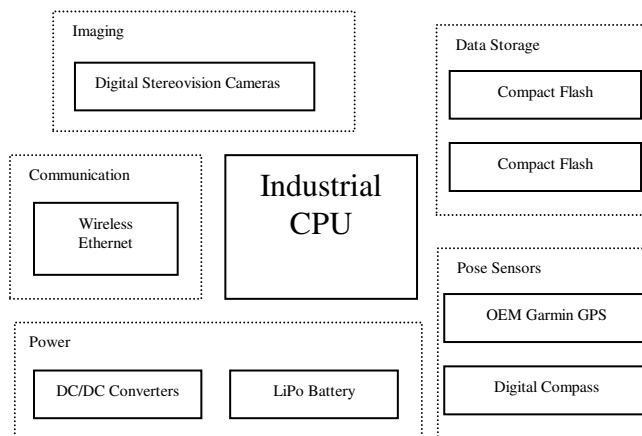 Imaging
Digital Stereovision Cameras
Data Storage
Compact Flash
Compact Flash
Communication
Wireless
Ethernet
Industrial
CPU
Pose Sensors
OEM Garmin GPS
Digital Compass
Power
DC/DC Converters
LiPo Battery